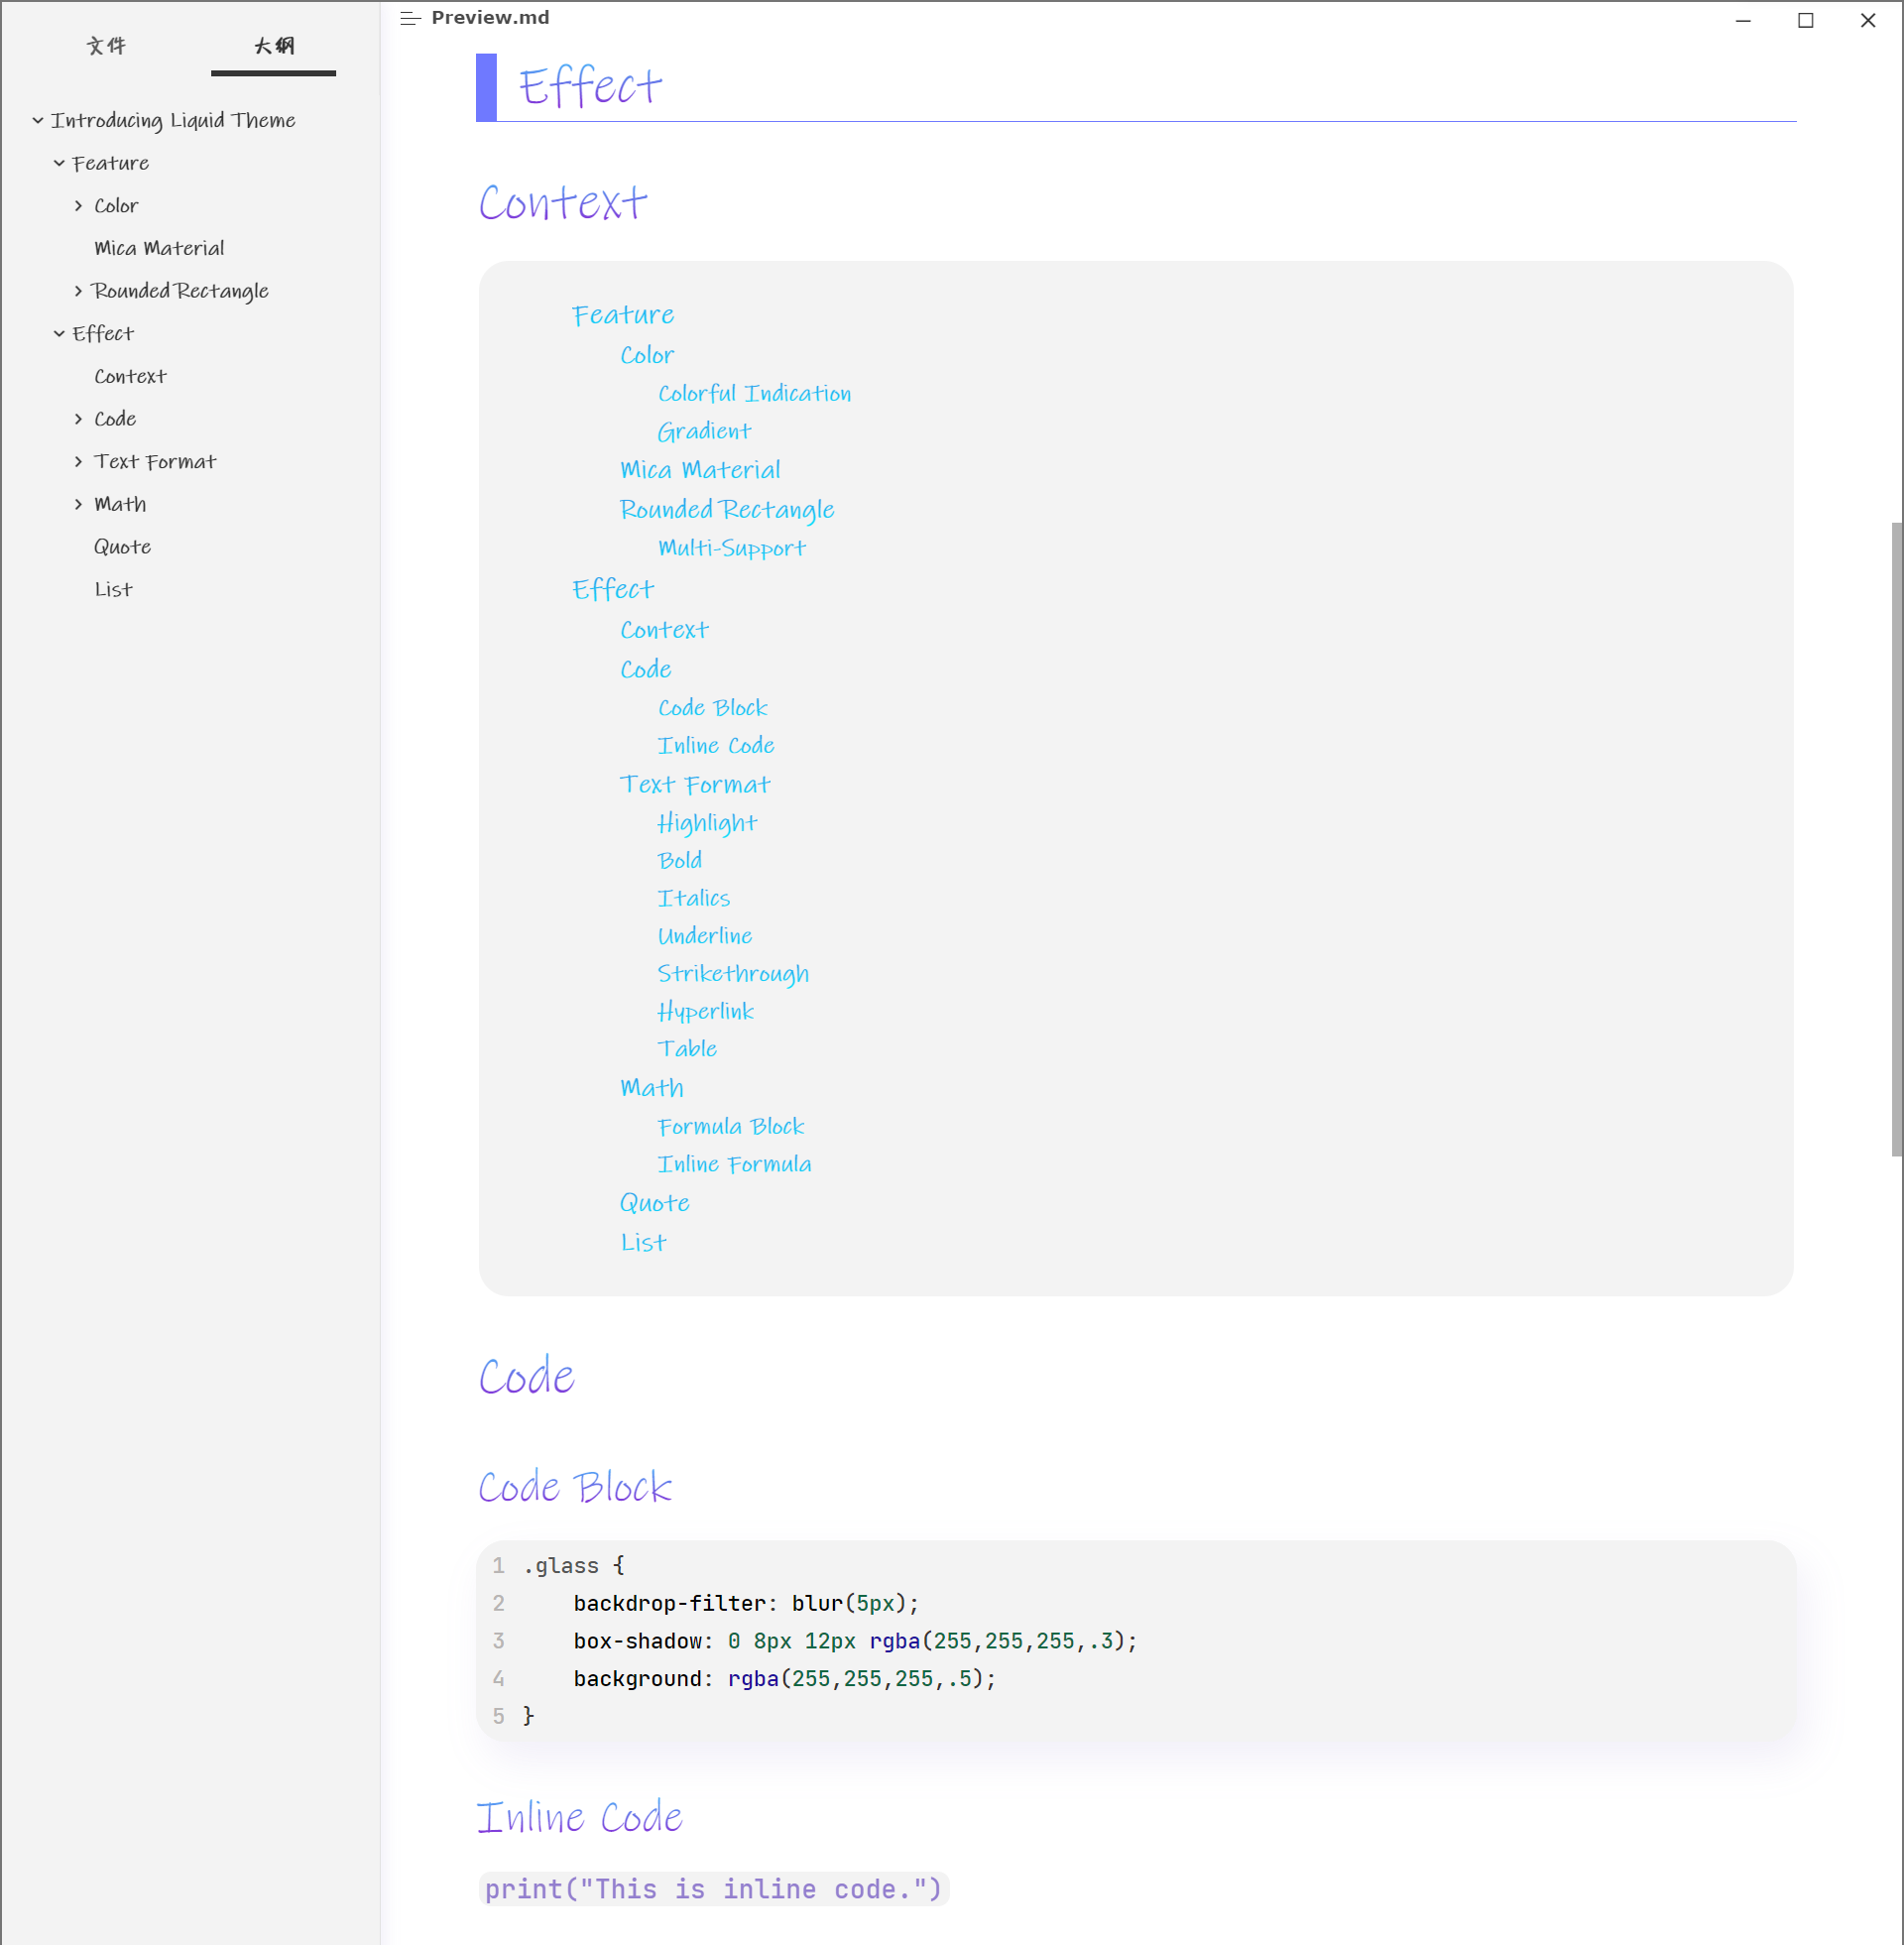 文件 大纲
Introducing Liquid Theme
Feature
Color
Mica Material
Rounded Rectangle
Effect
Context
Code
Text Format
Math
Quote
List
Preview.md
Effect
Context
Feature
Color
Colorful Indication
Gradient
Mica Material
Rounded Rectangle
Multi-Support
Effect
Context
Code
Code Block
Inline Code
Text Format
Highlight
Bold
Italics
Underline
Strikethrough
Hyperlink
Table
Math
Formula Block
Inline Formula
Quote
List
Code
Code Block
1 .glass {
2     backdrop-filter: blur(5px);
3     box-shadow: 0 8px 12px rgba(255,255,255,.3);
4     background: rgba(255,255,255,.5);
5 }
Inline Code
print("This is inline code.")